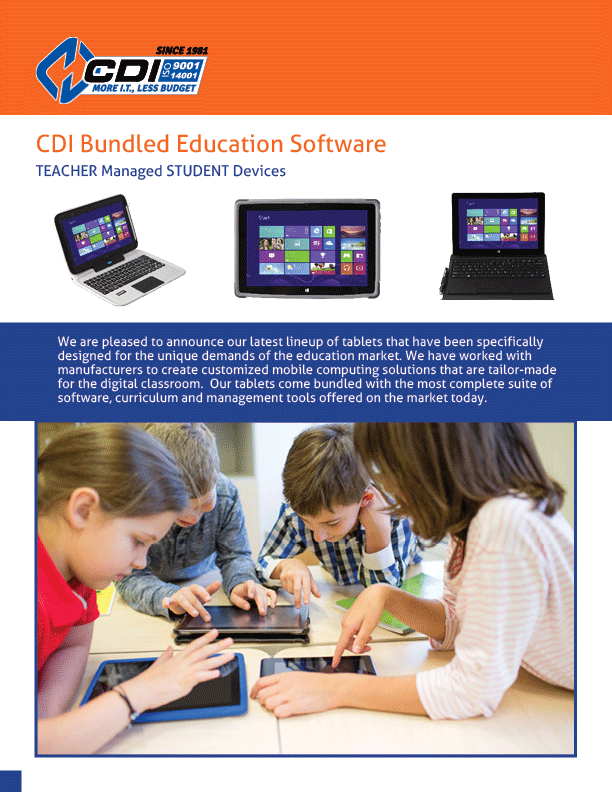 SINCE 1981
CDI
ISO 9001
14001
MORE I.T., LESS BUDGET
CDI Bundled Education Software
TEACHER Managed STUDENT Devices
Start
Start
Start
We are pleased to announce our latest lineup of tablets that have been specifically
designed for the unique demands of the education market. We have worked with
manufacturers to create customized mobile computing solutions that are tailor-made
for the digital classroom.  Our tablets come bundled with the most complete suite of
software, curriculum and management tools offered on the market today.